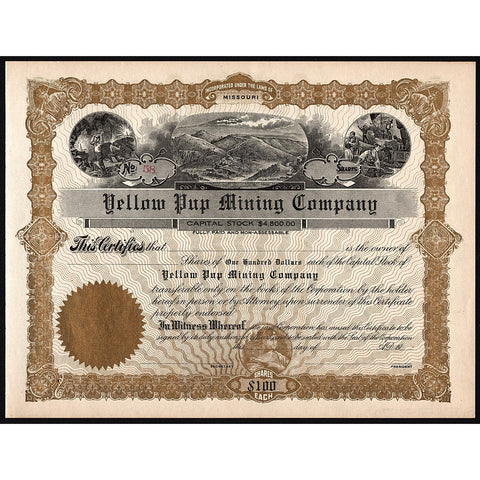 INCORPORATED UNDER THE LAWS OF
MISSOURI
No 58
SHARES
Yellow Pup Mining Company
CAPITAL STOCK $4,800.00
FULLY PAID AND NON-ASSESSABLE
This Certifies that is the owner of
Shares of One Hundred Dollars each of the Capital Stock of
Yellow Pup Mining Company
transferable only on the books of the Corporation by the holder
hereof in person or by Attorney upon surrender of this Certificate
properly endorsed.
In Witness Whereof, the said Corporation has caused this Certificate to be
signed by its duly authorized officers and to be sealed with the Seal of the Corporation
day of A.D.
SECRETARY
PRESIDENT
SHARES
$100
EACH